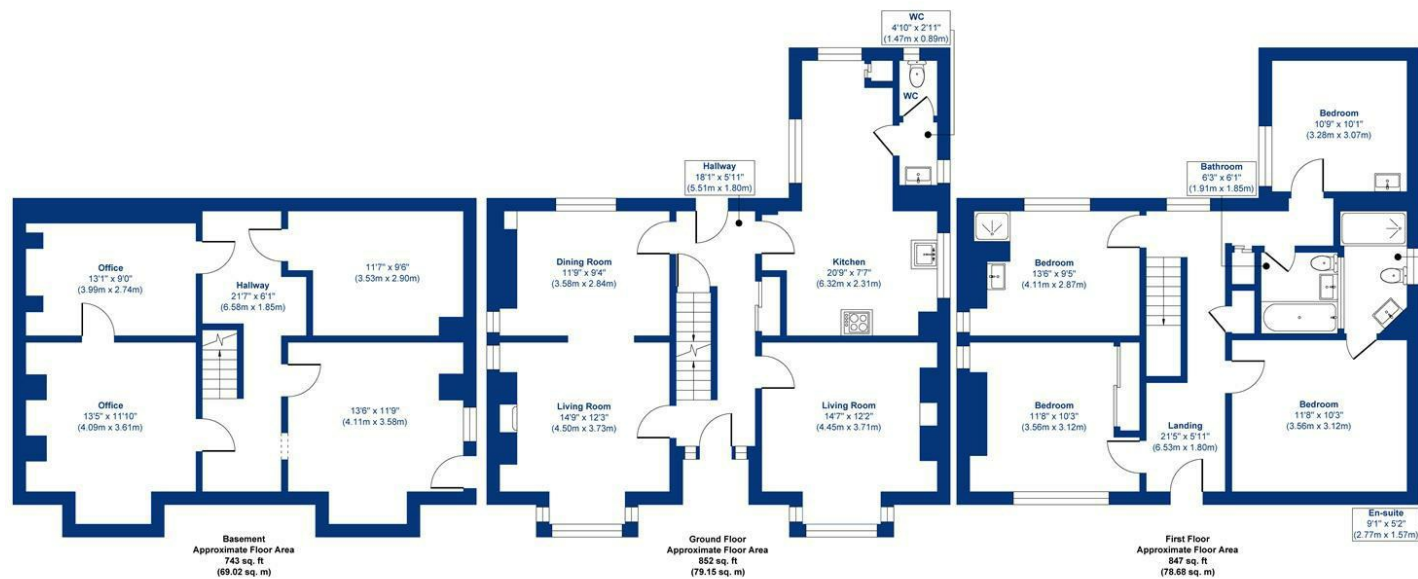 WC
4'10" x 2'11"
(1.47m x 0.89m)
WC
Bedroom
10'9" x 10'1"
(3.28m x 3.07m)
Hallway
18'1" x 5'11"
(5.51m x 1.80m)
Bathroom
6'3" x 6'1"
(1.91m x 1.85m)
Office
13'1" x 9'0"
(3.99m x 2.74m)
Hallway
21'7" x 6'1"
(6.58m x 1.85m)
11'7" x 9'6"
(3.53m x 2.90m)
Dining Room
11'9" x 9'4"
(3.58m x 2.84m)
Kitchen
20'9" x 7'7"
(6.32m x 2.31m)
Bedroom
13'6" x 9'5"
(4.11m x 2.87m)
Office
13'5" x 11'10"
(4.09m x 3.61m)
13'6" x 11'9"
(4.11m x 3.58m)
Living Room
14'9" x 12'3"
(4.50m x 3.73m)
Living Room
14'7" x 12'2"
(4.45m x 3.71m)
Bedroom
11'8" x 10'3"
(3.56m x 3.12m)
Landing
21'5" x 5'11"
(6.53m x 1.80m)
Bedroom
11'8" x 10'3"
(3.56m x 3.12m)
En-suite
9'1" x 5'2"
(2.77m x 1.57m)
Basement
Approximate Floor Area
743 sq. ft
(69.02 sq. m)
Ground Floor
Approximate Floor Area
852 sq. ft
(79.15 sq. m)
First Floor
Approximate Floor Area
847 sq. ft
(78.68 sq. m)